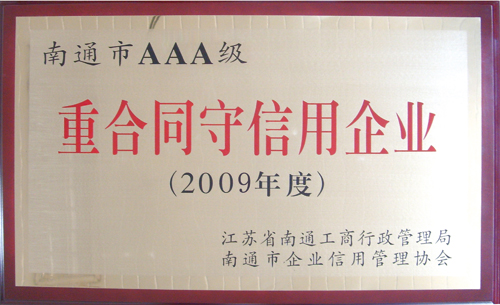 南通市AAA级
重合同守信用企业
(2009年度)
江苏省南通工商行政管理局
南通市企业信用管理协会